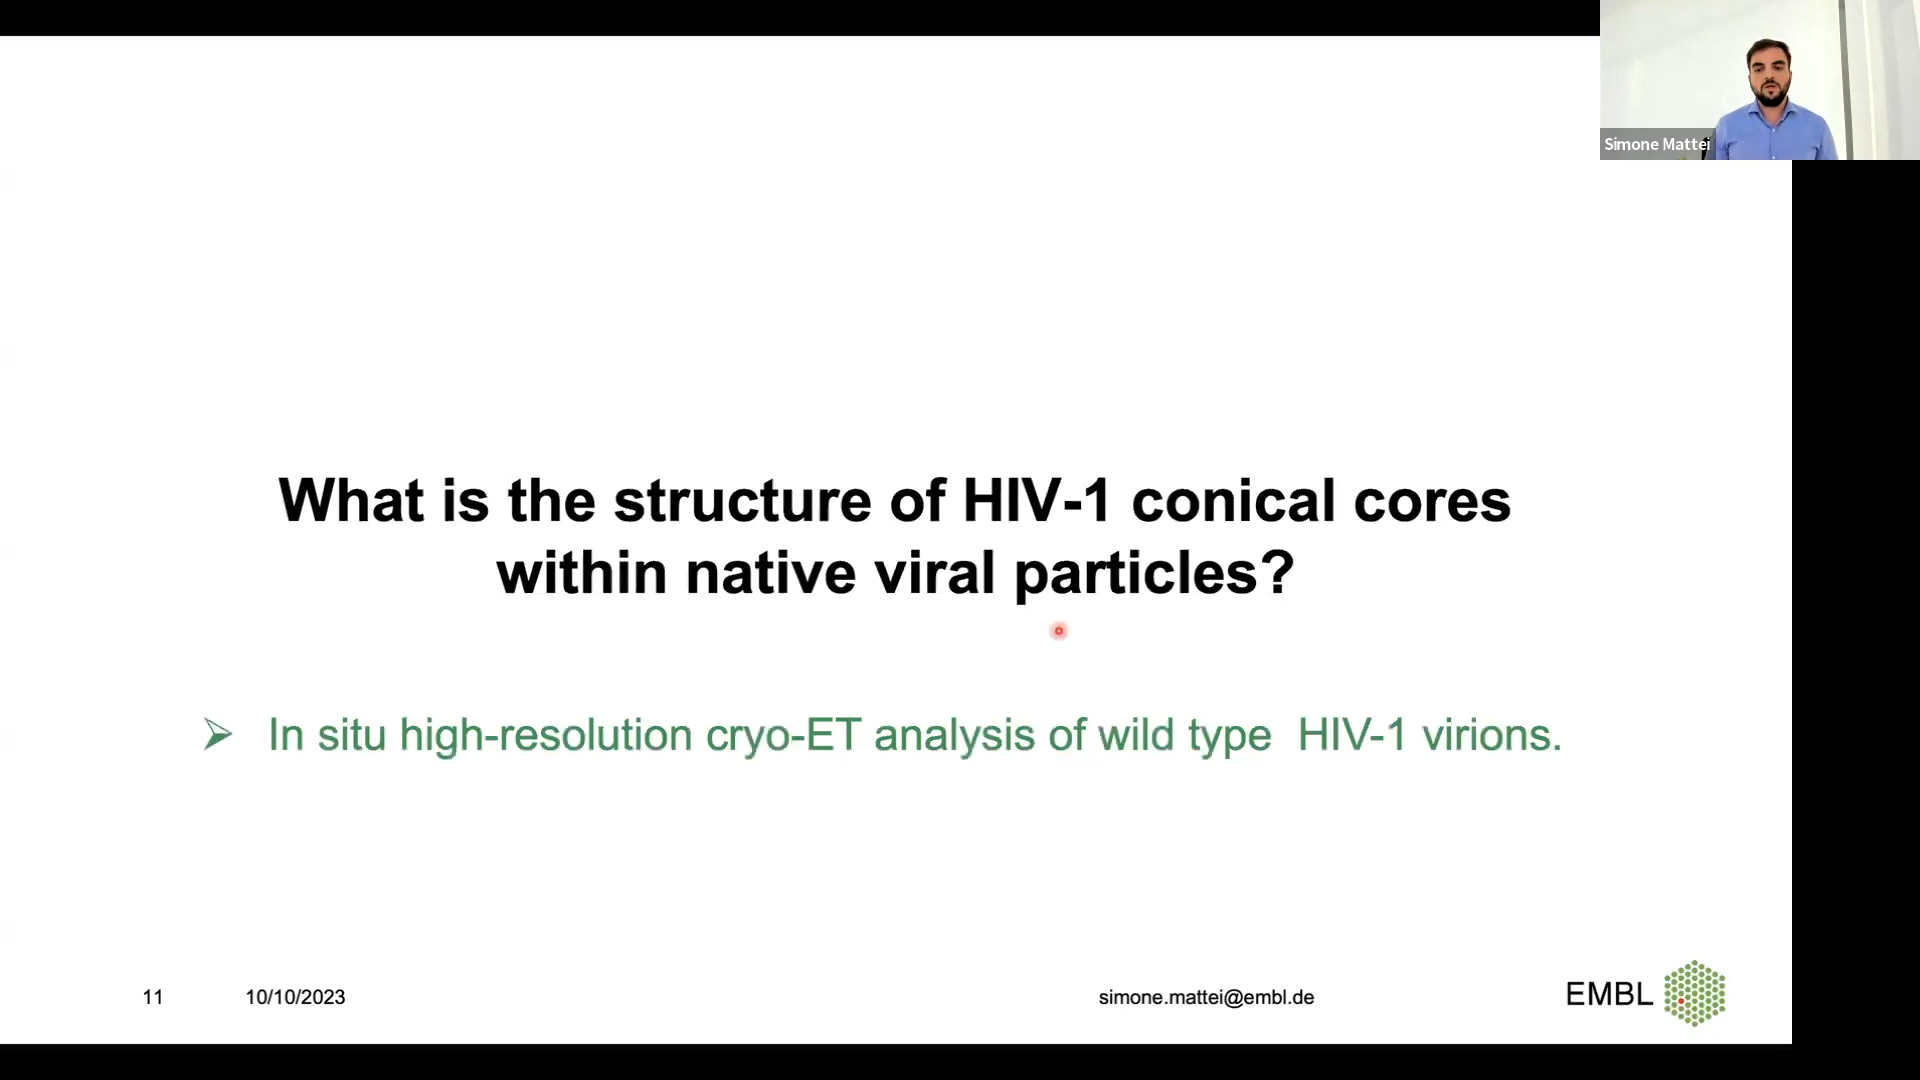 Simone Mattei
What is the structure of HIV-1 conical cores
within native viral particles?
➢ In situ high-resolution cryo-ET analysis of wild type  HIV-1 virions.
11
10/10/2023
simone.mattei@embl.de
EMBL